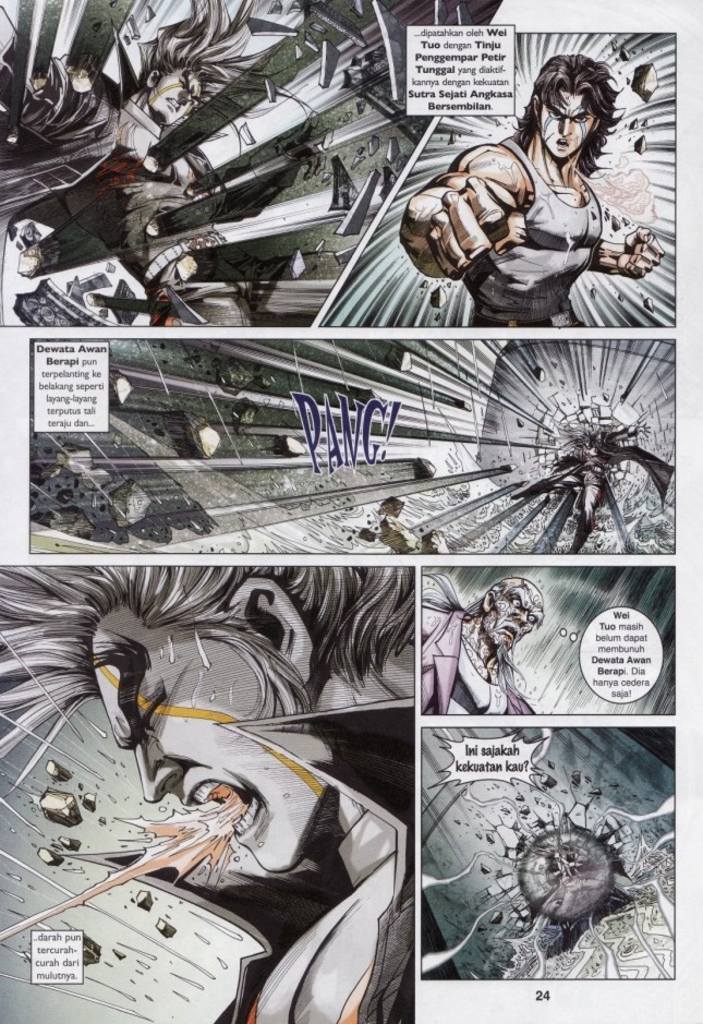 ...dipatahkan oleh Wei
Tuo dengan Tinju
Penggempar Petir
Tunggal yang diaktif-
kannya dengan kekuatan
Sutra Sejati Angkasa
Bersembilan.
Dewata Awan
Berapi pun
terpelanting ke
belakang seperti
layang-layang
terputus tali
teraju dan...
PANG!
Wei
Tuo masih
belum dapat
membunuh
Dewata Awan
Berapi. Dia
hanya cedera
saja!
Ini sajakah
kekuatan kau?
..darah pun
tercurah-
curah dari
mulutnya.
24